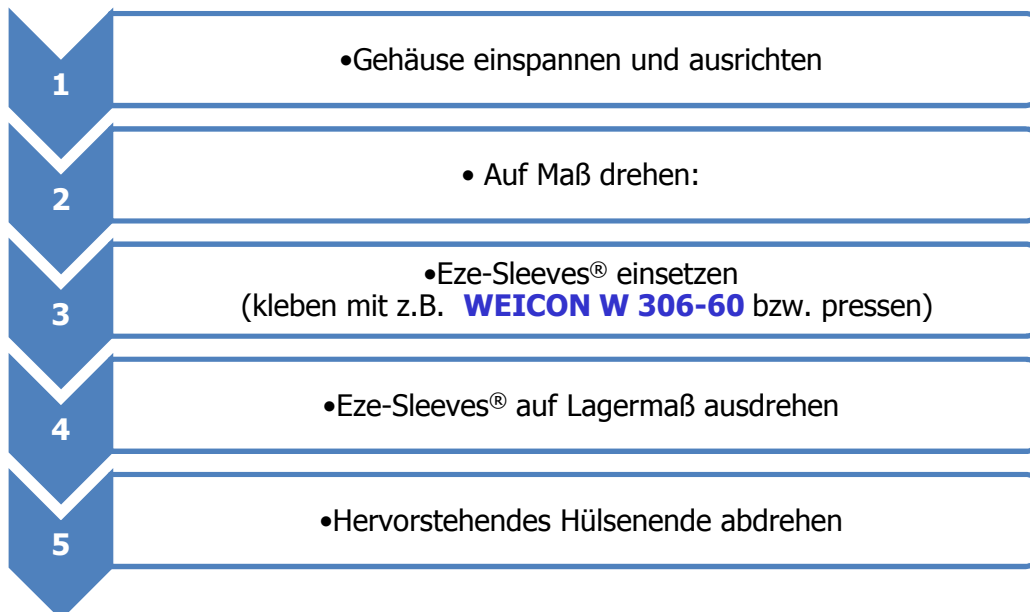 1
•Gehäuse einspannen und ausrichten
2
• Auf Maß drehen:
3
•Eze-Sleeves® einsetzen
(kleben mit z.B. WEICON W 306-60 bzw. pressen)
4
•Eze-Sleeves® auf Lagermaß ausdrehen
5
•Hervorstehendes Hülsenende abdrehen